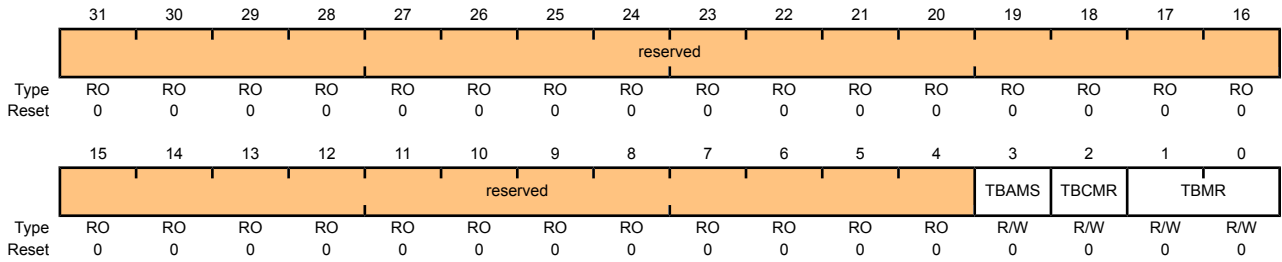 31 30 29 28 27 26 25 24 23 22 21 20 19 18 17 16
reserved
Type RO RO RO RO RO RO RO RO RO RO RO RO RO RO RO RO
Reset 0 0 0 0 0 0 0 0 0 0 0 0 0 0 0 0
15 14 13 12 11 10 9 8 7 6 5 4 3 2 1 0
reserved TBAMS TBCMR TBMR
Type RO RO RO RO RO RO RO RO RO RO RO RO R/W R/W R/W R/W
Reset 0 0 0 0 0 0 0 0 0 0 0 0 0 0 0 0